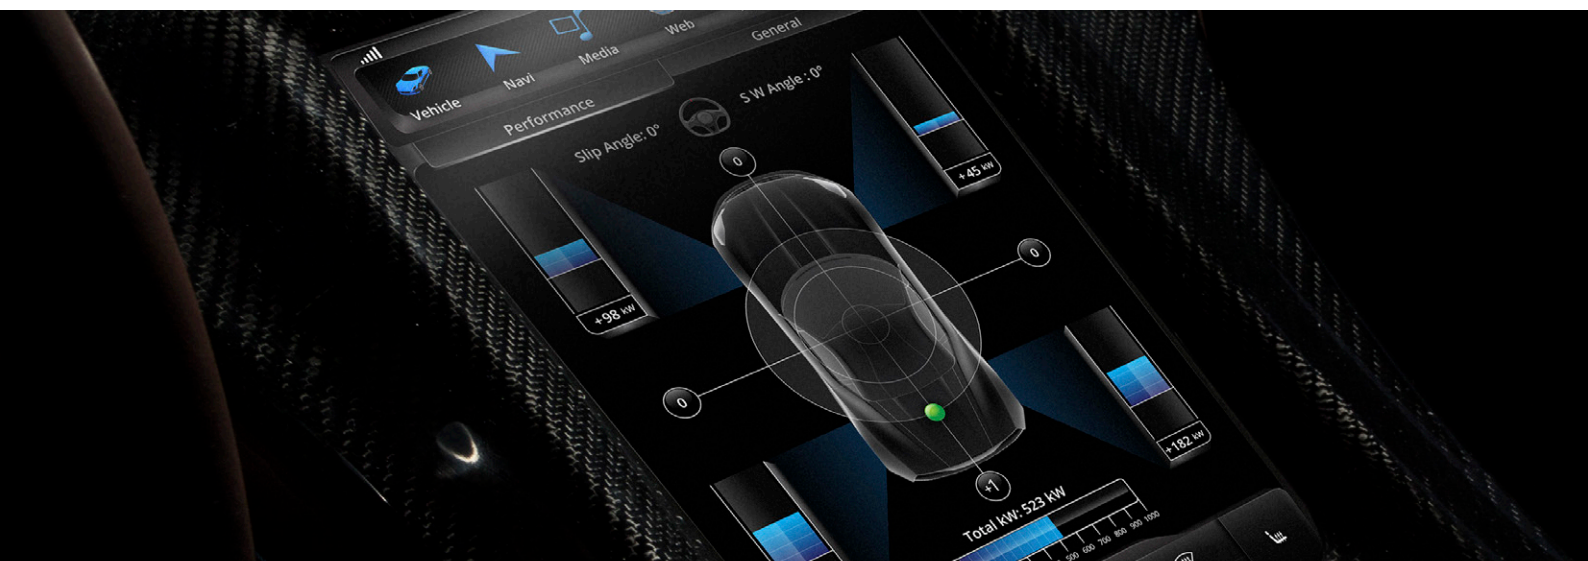 Vehicle
Navi
Media
Web
Performance
General
Slip Angle: 0°
S W Angle : 0°
0
+45 kW
+98 kW
0
0
+182 kW
+1
Total kW: 523 kW
500 600 700 800 900 1000